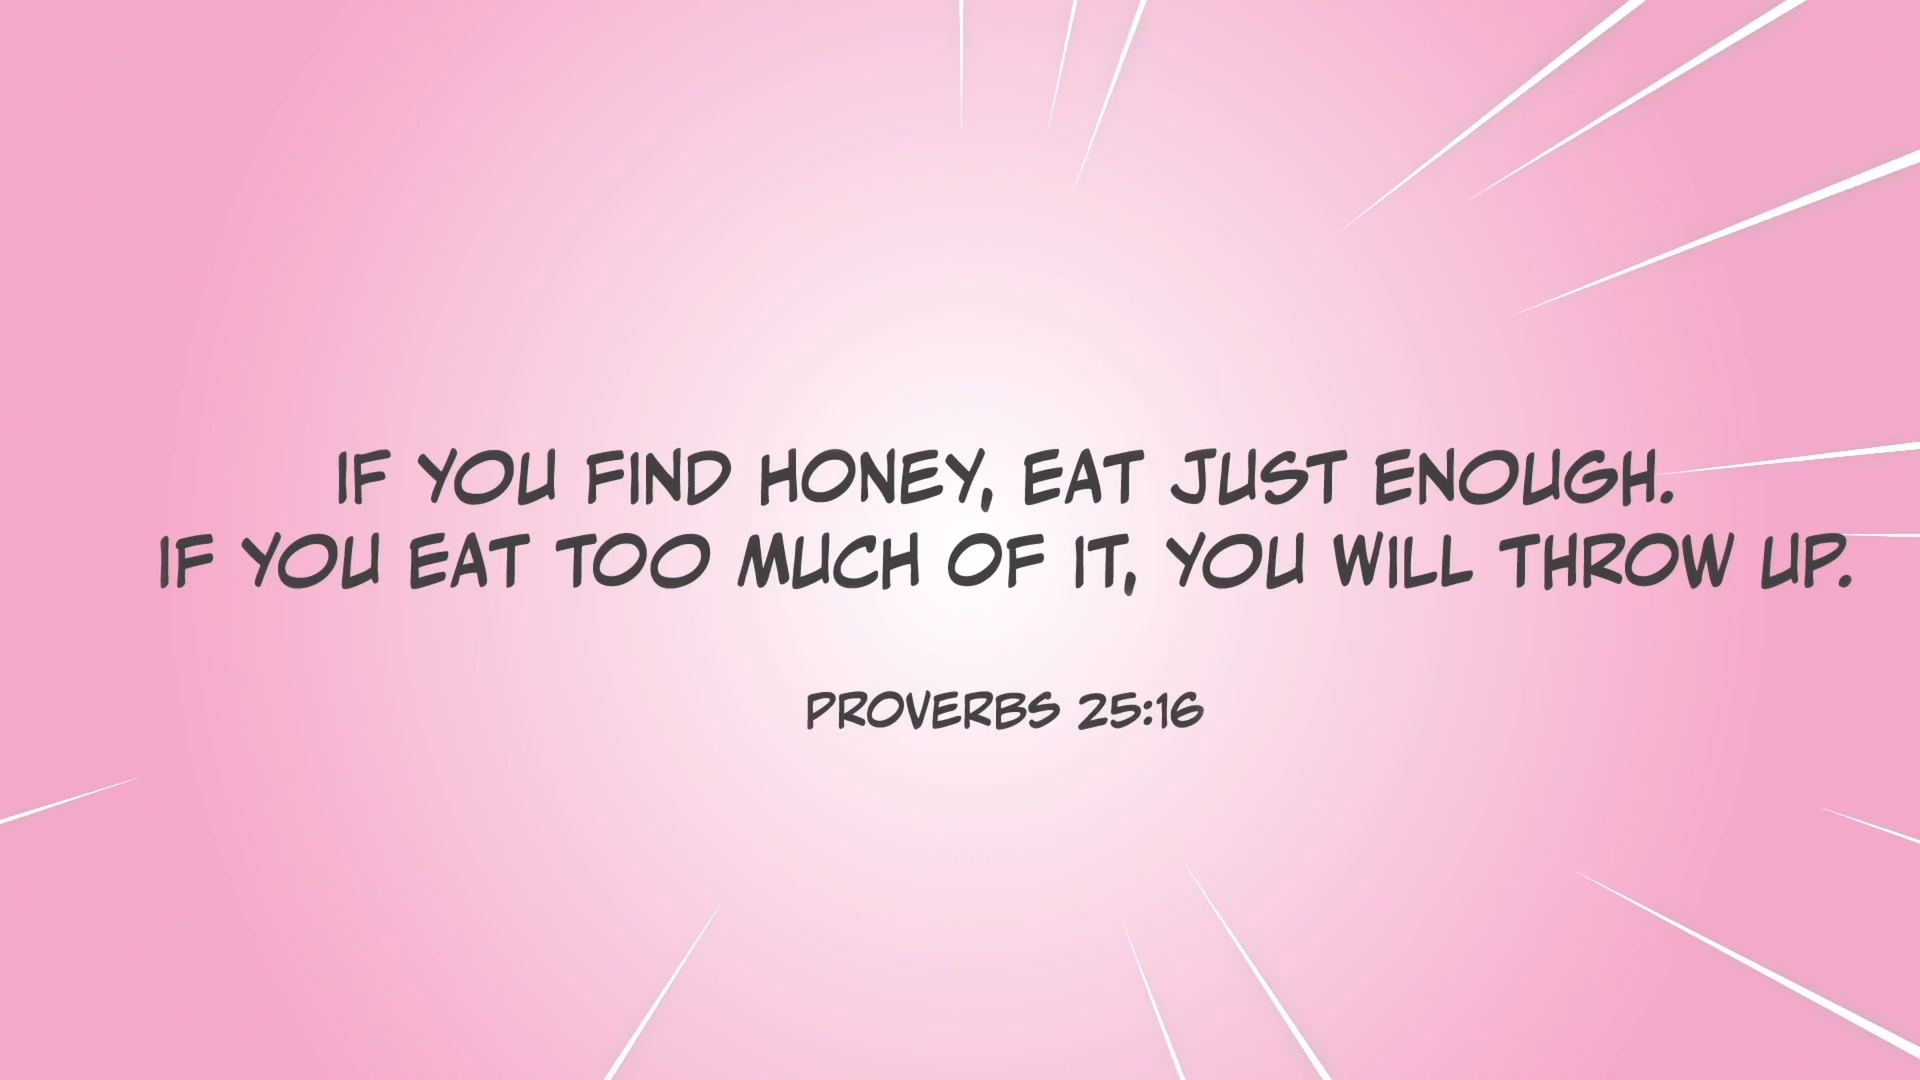 IF YOU FIND HONEY, EAT JUST ENOUGH.
IF YOU EAT TOO MUCH OF IT, YOU WILL THROW UP.
PROVERBS 25:16